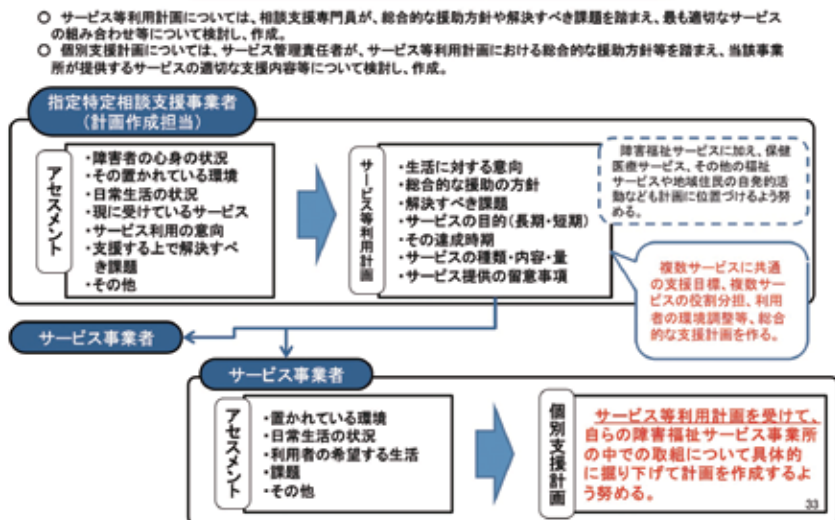 ○ サービス等利用計画については、相談支援専門員が、総合的な援助方針や解決すべき課題を踏まえ、最も適切なサービス
の組み合わせ等について検討し、作成。
○ 個別支援計画については、サービス管理責任者が、サービス等利用計画における総合的な援助方針等を踏まえ、当該事業
所が提供するサービスの適切な支援内容等について検討し、作成。
指定特定相談支援事業者
（計画作成担当）
アセスメント
・障害者の心身の状況
・その置かれている環境
・日常生活の状況
・現に受けているサービス
・サービス利用の意向
・支援する上で解決すべ
き課題
・その他
サービス等利用計画
・生活に対する意向
・総合的な援助の方針
・解決すべき課題
・サービスの目的（長期・短期）
・その達成時期
・サービスの種類・内容・量
・サービス提供の留意事項
障害福祉サービスに加え、保健
医療サービス、その他の福祉
サービスや地域住民の自発的活
動なども計画に位置づけるよう努
める。
複数サービスに共通
の支援目標、複数サー
ビスの役割分担、利用
者の環境調整等、総合
的な支援計画を作る。
サービス事業者
サービス事業者
アセスメント
・置かれている環境
・日常生活の状況
・利用者の希望する生活
・課題
・その他
個別支援計画
サービス等利用計画を受けて、
自らの障害福祉サービス事業所
の中での取組について具体的
に掘り下げて計画を作成するよ
う努める。
33